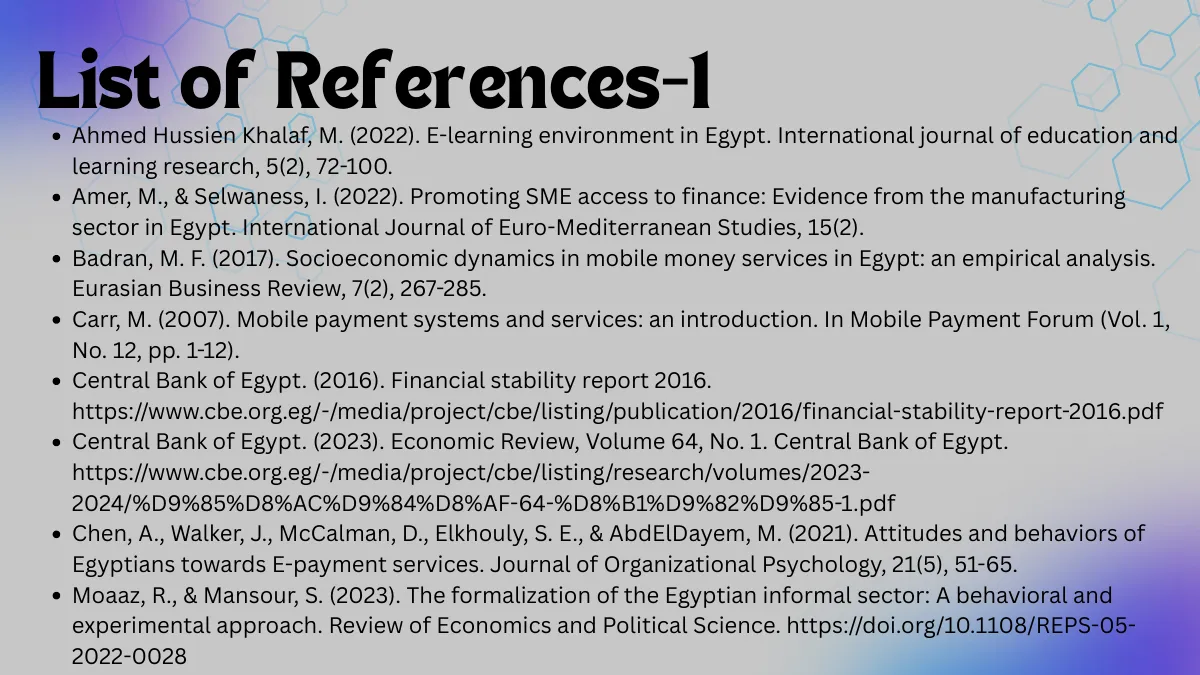 List of References-1
• Ahmed Hussien Khalaf, M. (2022). E-learning environment in Egypt. International journal of education and
learning research, 5(2), 72-100.
• Amer, M., & Selwaness, I. (2022). Promoting SME access to finance: Evidence from the manufacturing
sector in Egypt. International Journal of Euro-Mediterranean Studies, 15(2).
• Badran, M. F. (2017). Socioeconomic dynamics in mobile money services in Egypt: an empirical analysis.
Eurasian Business Review, 7(2), 267-285.
• Carr, M. (2007). Mobile payment systems and services: an introduction. In Mobile Payment Forum (Vol. 1,
No. 12, pp. 1-12).
• Central Bank of Egypt. (2016). Financial stability report 2016.
https://www.cbe.org.eg/-/media/project/cbe/listing/publication/2016/financial-stability-report-2016.pdf
• Central Bank of Egypt. (2023). Economic Review, Volume 64, No. 1. Central Bank of Egypt.
https://www.cbe.org.eg/-/media/project/cbe/listing/research/volumes/2023-
2024/%D9%85%D8%AC%D9%84%D8%AF-64-%D8%B1%D9%82%D9%85-1.pdf
• Chen, A., Walker, J., McCalman, D., Elkhouly, S. E., & AbdElDayem, M. (2021). Attitudes and behaviors of
Egyptians towards E-payment services. Journal of Organizational Psychology, 21(5), 51-65.
• Moaaz, R., & Mansour, S. (2023). The formalization of the Egyptian informal sector: A behavioral and
experimental approach. Review of Economics and Political Science. https://doi.org/10.1108/REPS-05-
2022-0028